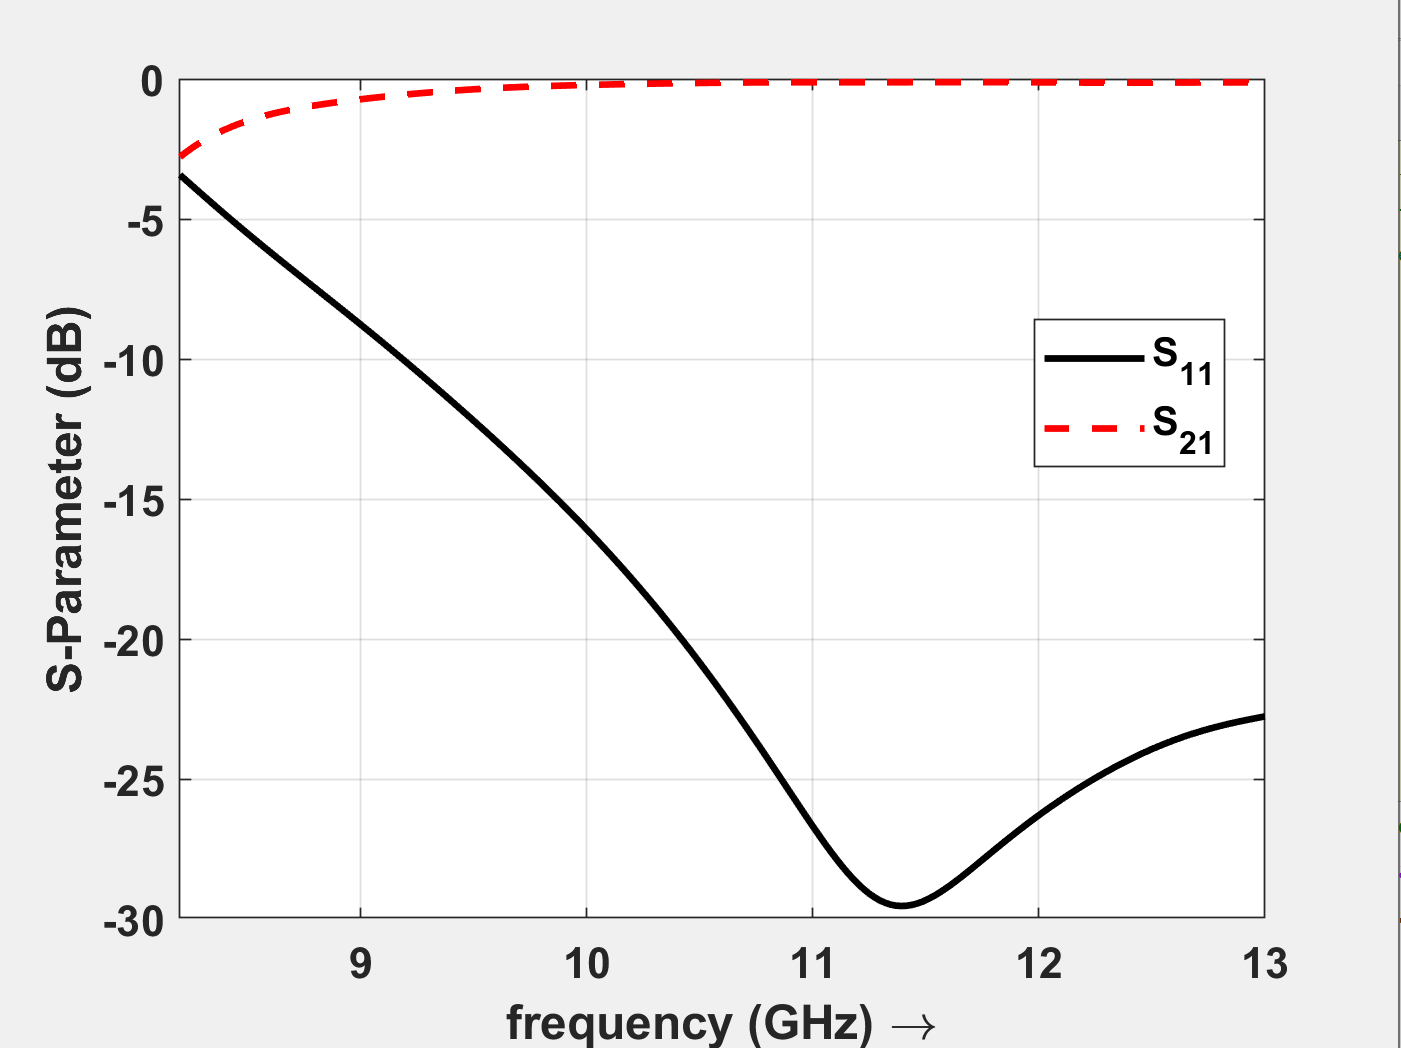 0
-5
-10
-15
-20
-25
-30
S-Parameter (dB)
S11
S21
9 10 11 12 13
frequency (GHz) →